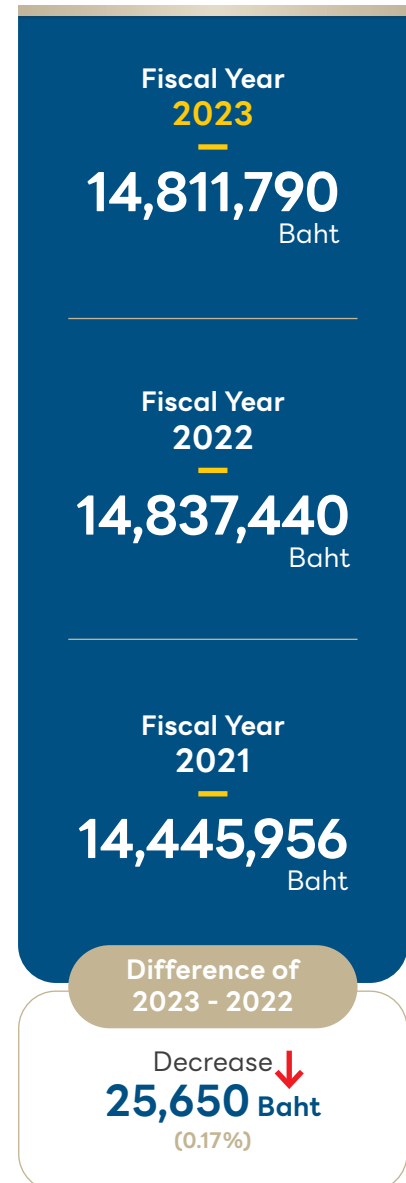 Fiscal Year
2023
14,811,790
Baht
Fiscal Year
2022
14,837,440
Baht
Fiscal Year
2021
14,445,956
Baht
Difference of
2023 - 2022
Decrease
25,650 Baht
(0.17%)